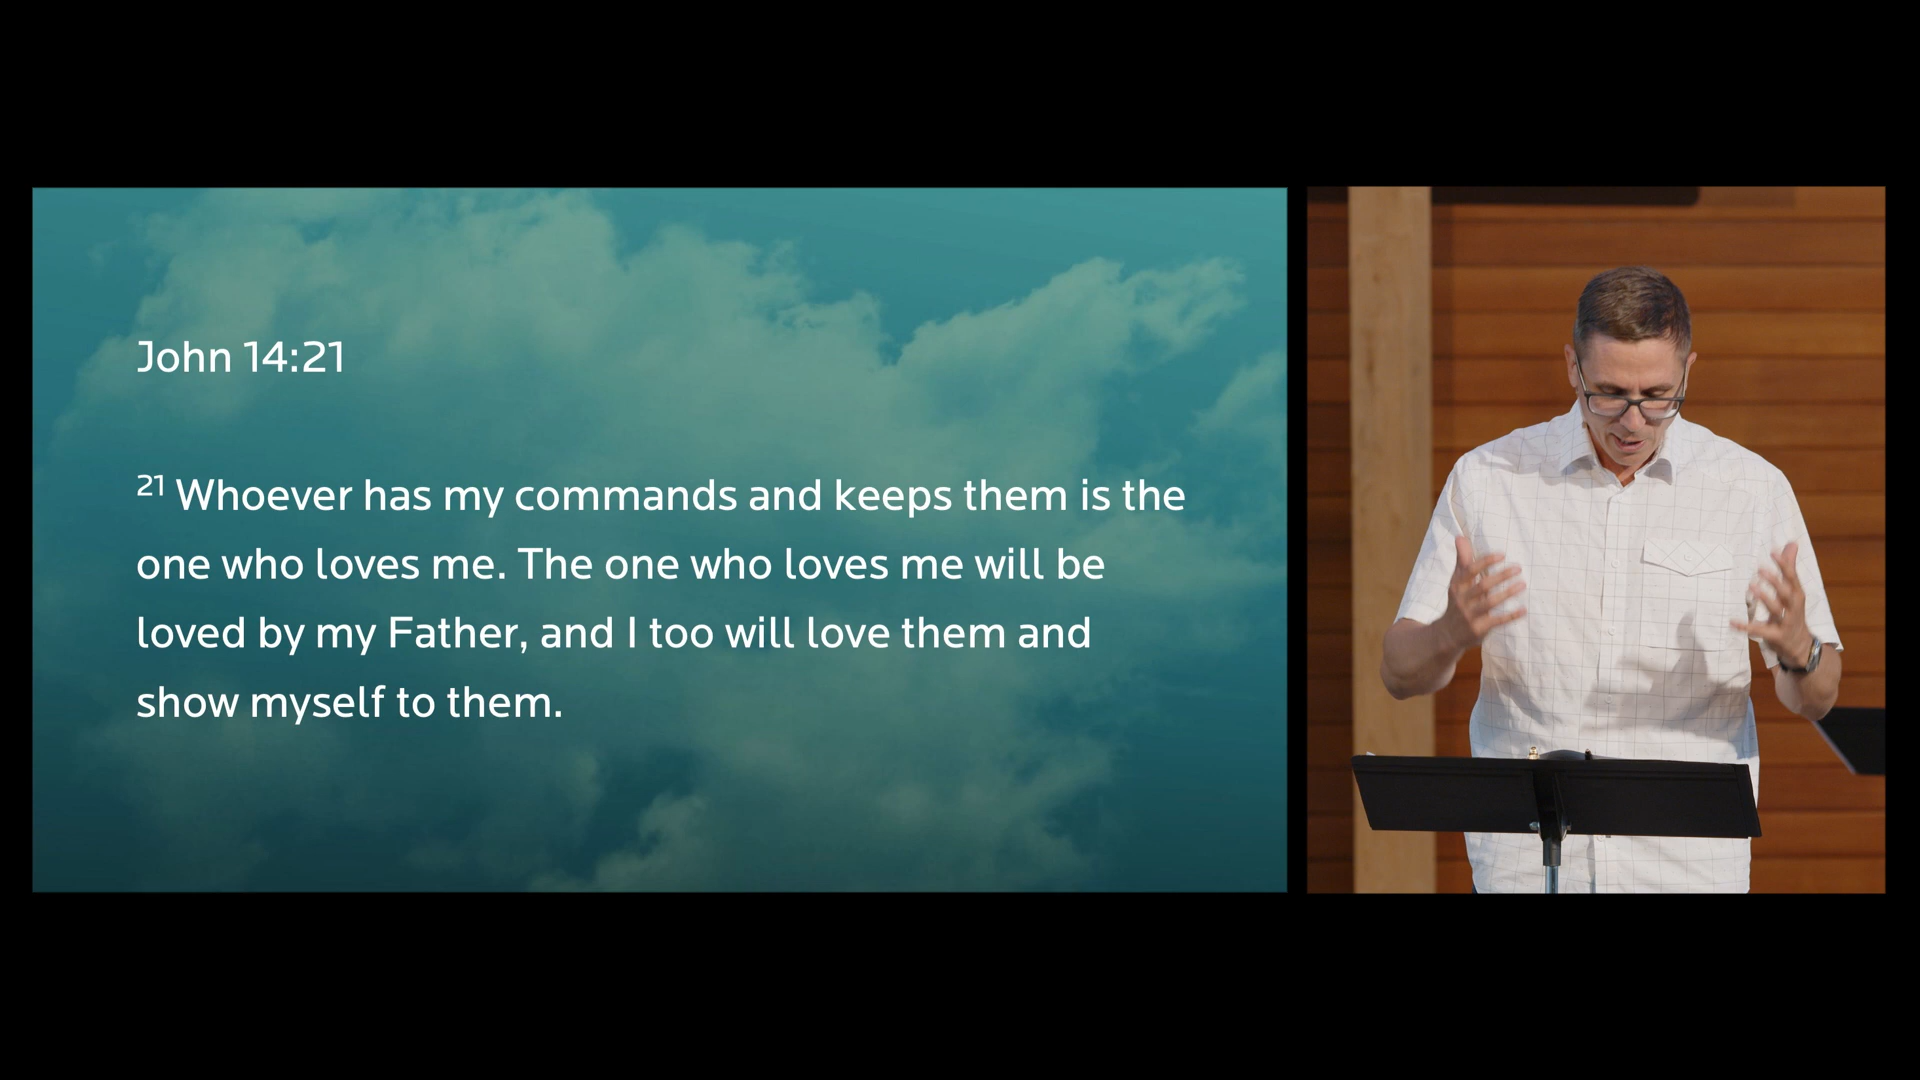 John 14:21
21 Whoever has my commands and keeps them is the
one who loves me. The one who loves me will be
loved by my Father, and I too will love them and
show myself to them.